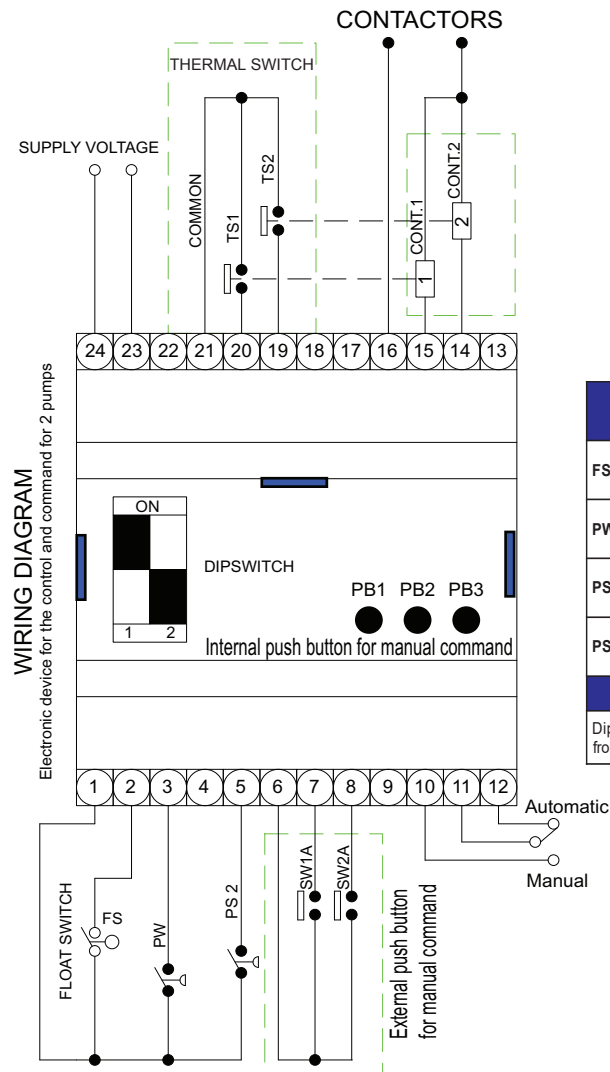 CONTACTORS
THERMAL SWITCH
SUPPLY VOLTAGE
COMMON
TS1
TS2
CONT.1
CONT.2
1
2
24 23 22 21 20 19 18 17 16 15 14 13
WIRING DIAGRAM
Electronic device for the control and command for 2 pumps
ON
1 2
DIPSWITCH
PB1 PB2 PB3
Internal push button for manual command
FS
PW
PS
PS
Dip
fro
1 2 3 4 5 6 7 8 9 10 11 12
Automatic
Manual
FLOAT SWITCH
FS
PW
PS 2
SW1A
SW2A
External push button
for manual command